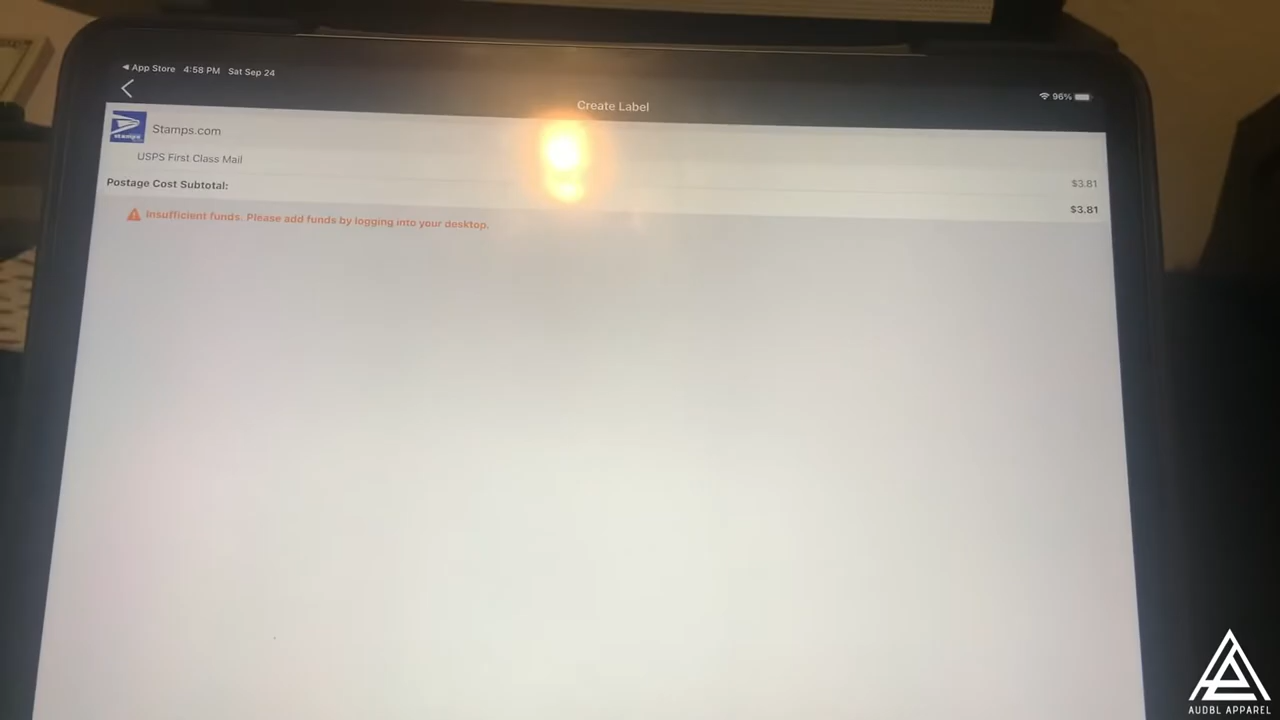 ◀ App Store 4:58 PM Sat Sep 24
96%
Create Label
stamps
Stamps.com
USPS First Class Mail
$3.81
Postage Cost Subtotal:
$3.81
Insufficient funds. Please add funds by logging into your desktop.
AUDBL APPAREL